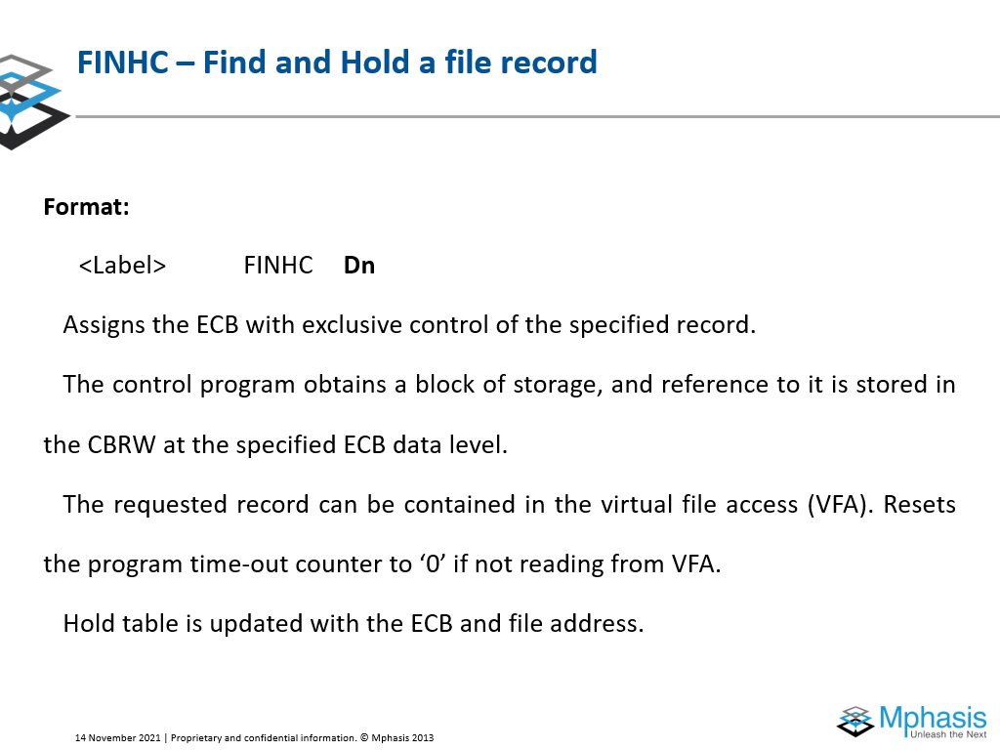 FINHC – Find and Hold a file record
Format:
<Label> FINHC Dn
Assigns the ECB with exclusive control of the specified record.
The control program obtains a block of storage, and reference to it is stored in
the CBRW at the specified ECB data level.
The requested record can be contained in the virtual file access (VFA). Resets
the program time-out counter to ‘0’ if not reading from VFA.
Hold table is updated with the ECB and file address.
14 November 2021 | Proprietary and confidential information. © Mphasis 2013
Mphasis
Unleash the Next